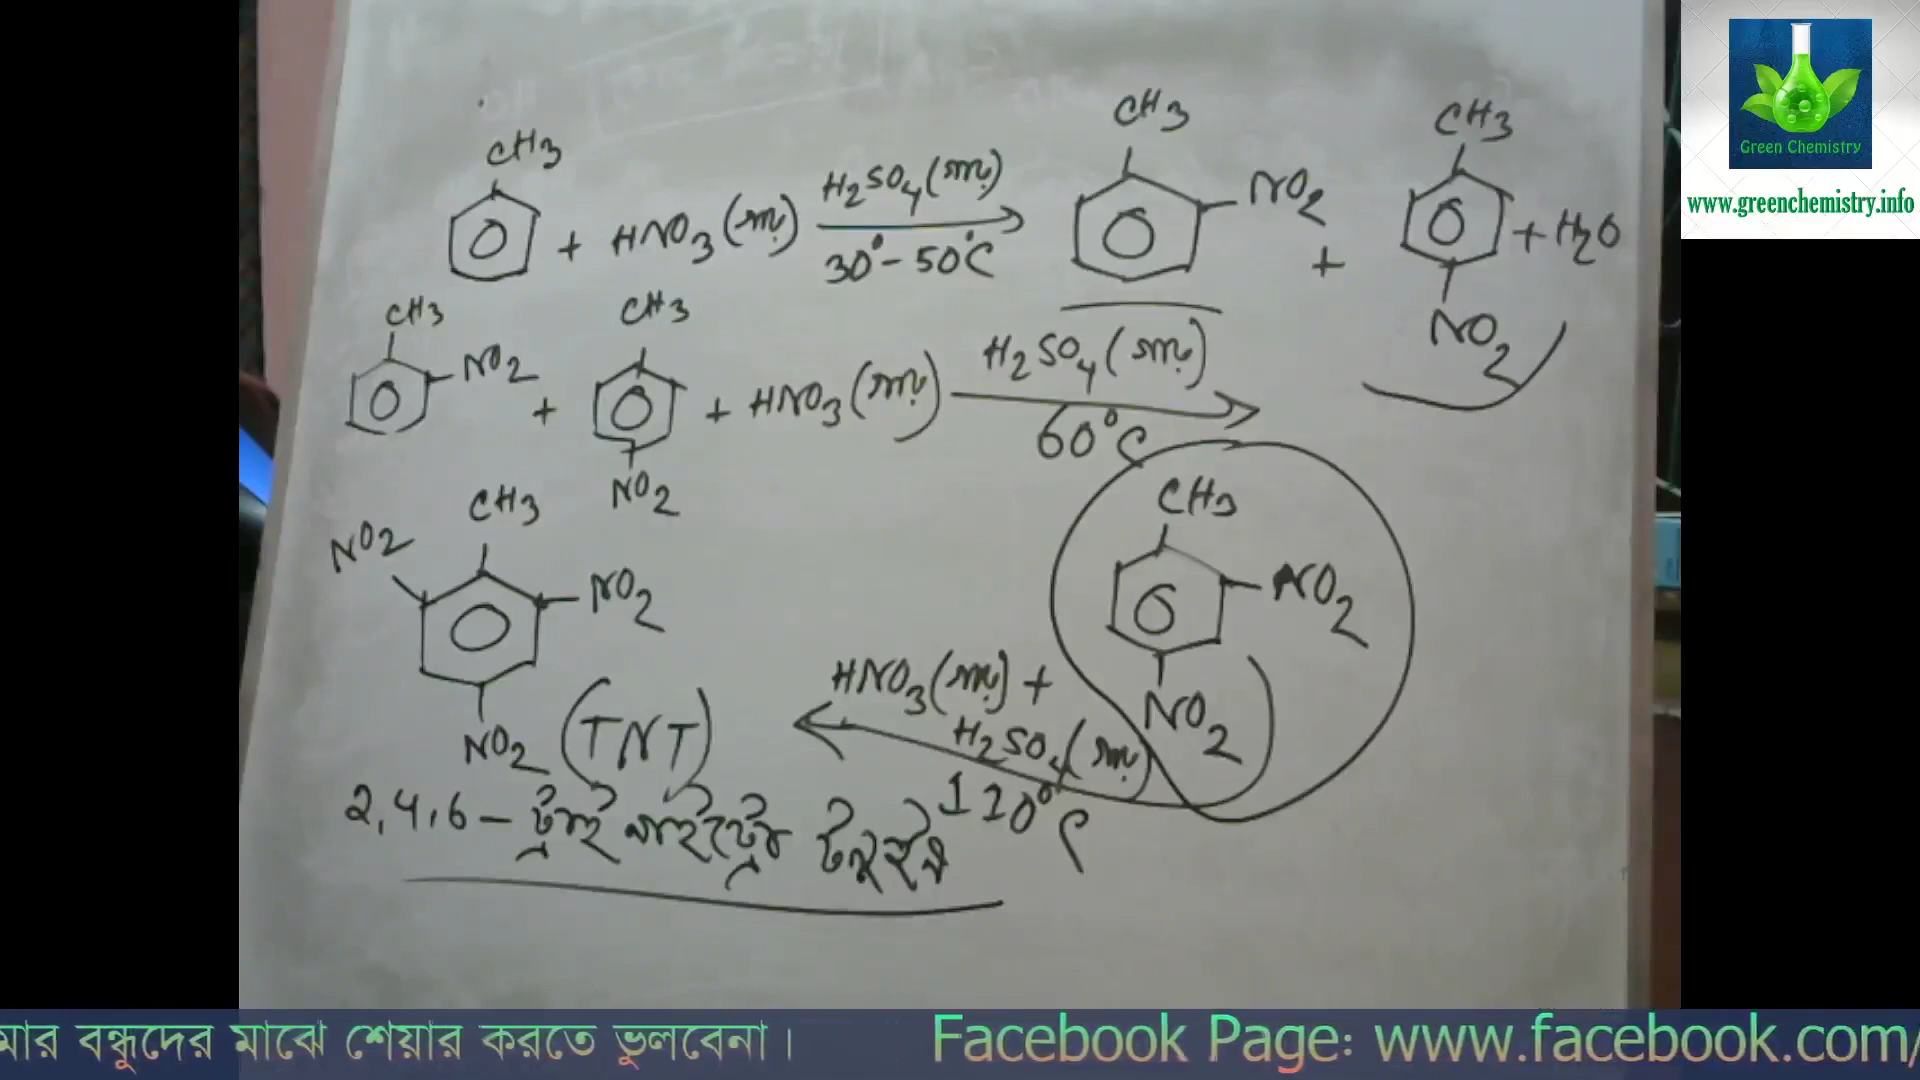 CH3
+ HNO3 (গাঢ়) H2SO4 (গাঢ়) 30°-50°C
CH3 NO2 + CH3 NO2 + H2O
CH3 NO2 + CH3 NO2 + HNO3 (গাঢ়) H2SO4 (গাঢ়) 60°C
CH3 NO2 NO2
HNO3 (গাঢ়) + H2SO4 (গাঢ়)
CH3 NO2 NO2 NO2 (TNT)
2,4,6- ট্রাই নাইট্রো টলুইন
Green Chemistry
www.greenchemistry.info
মার বন্ধুদের মাঝে শেয়ার করতে ভুলবেনা। Facebook Page: www.facebook.com/